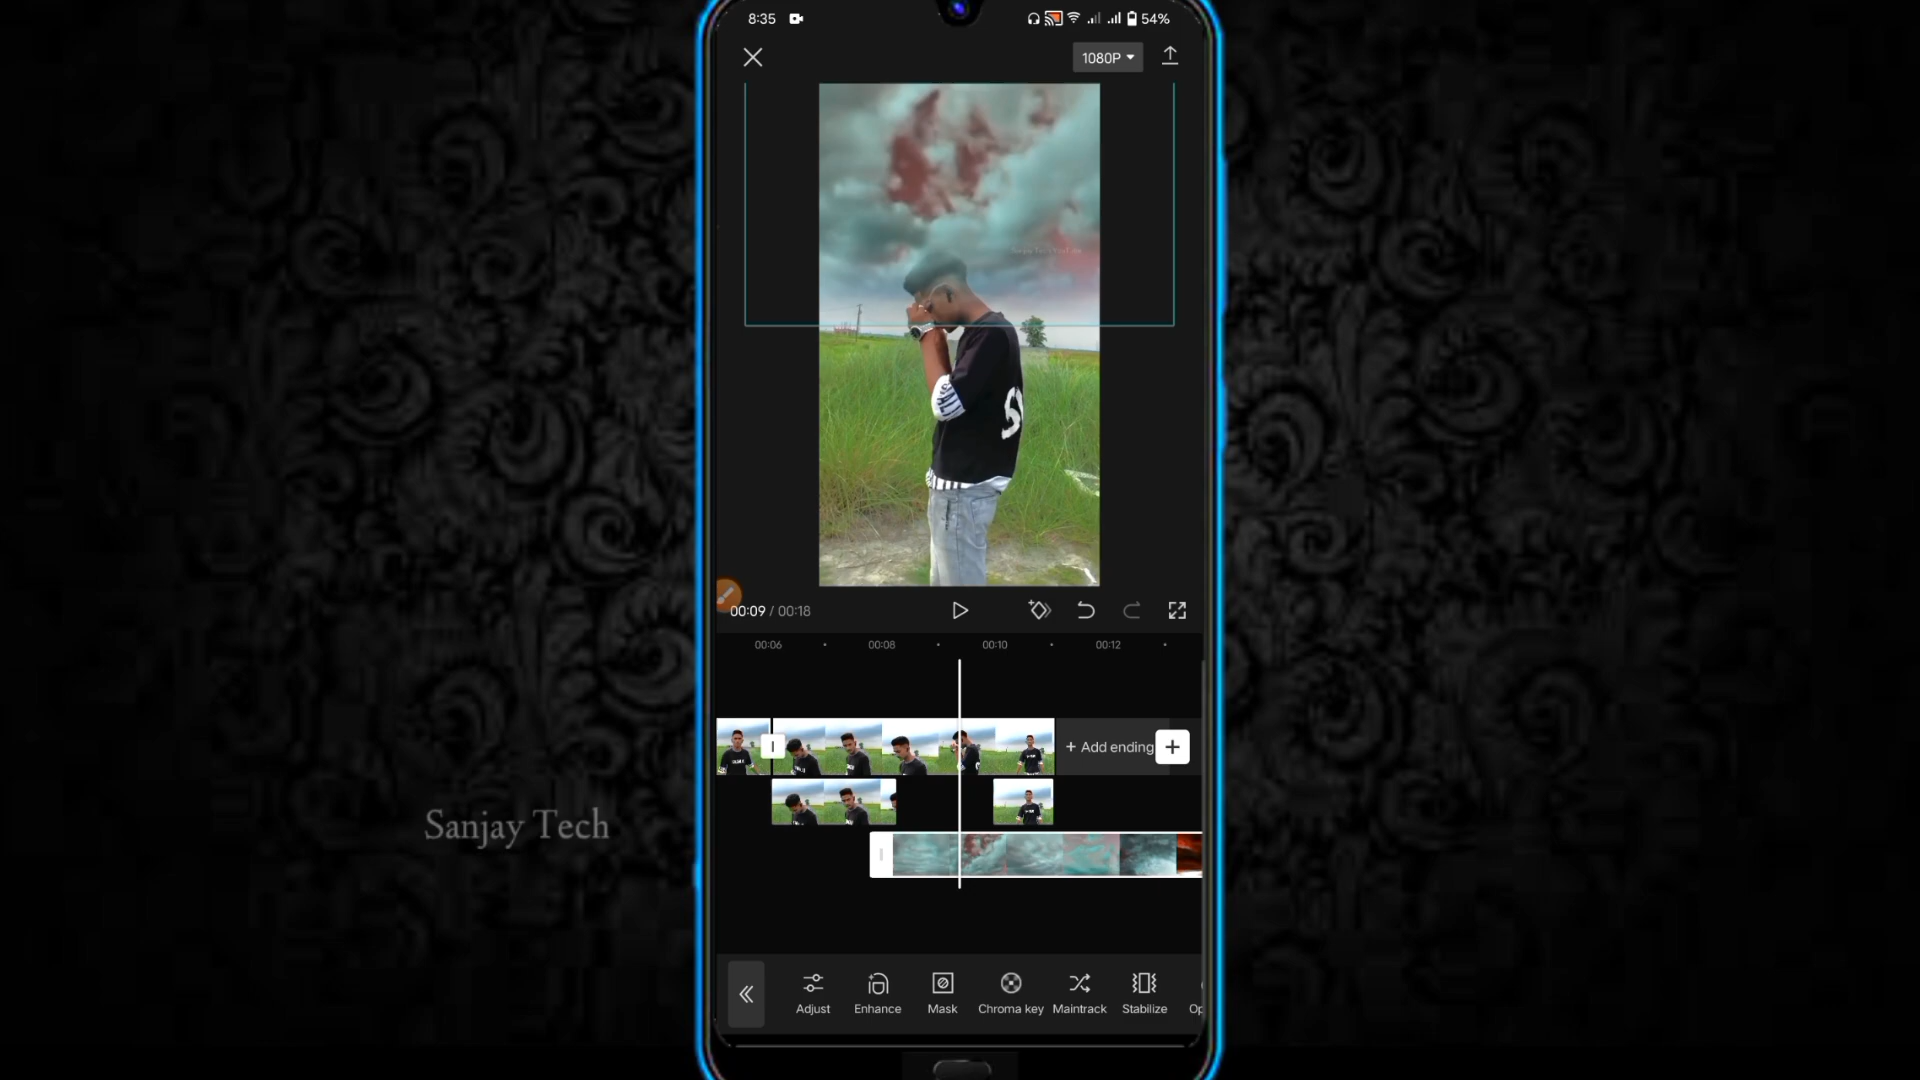 8:35
54%
1080P
00:09 / 00:18
00:06
00:08
00:10
00:12
+ Add ending
Sanjay Tech
Adjust
Enhance
Mask
Chroma key
Maintrack
Stabilize
Op